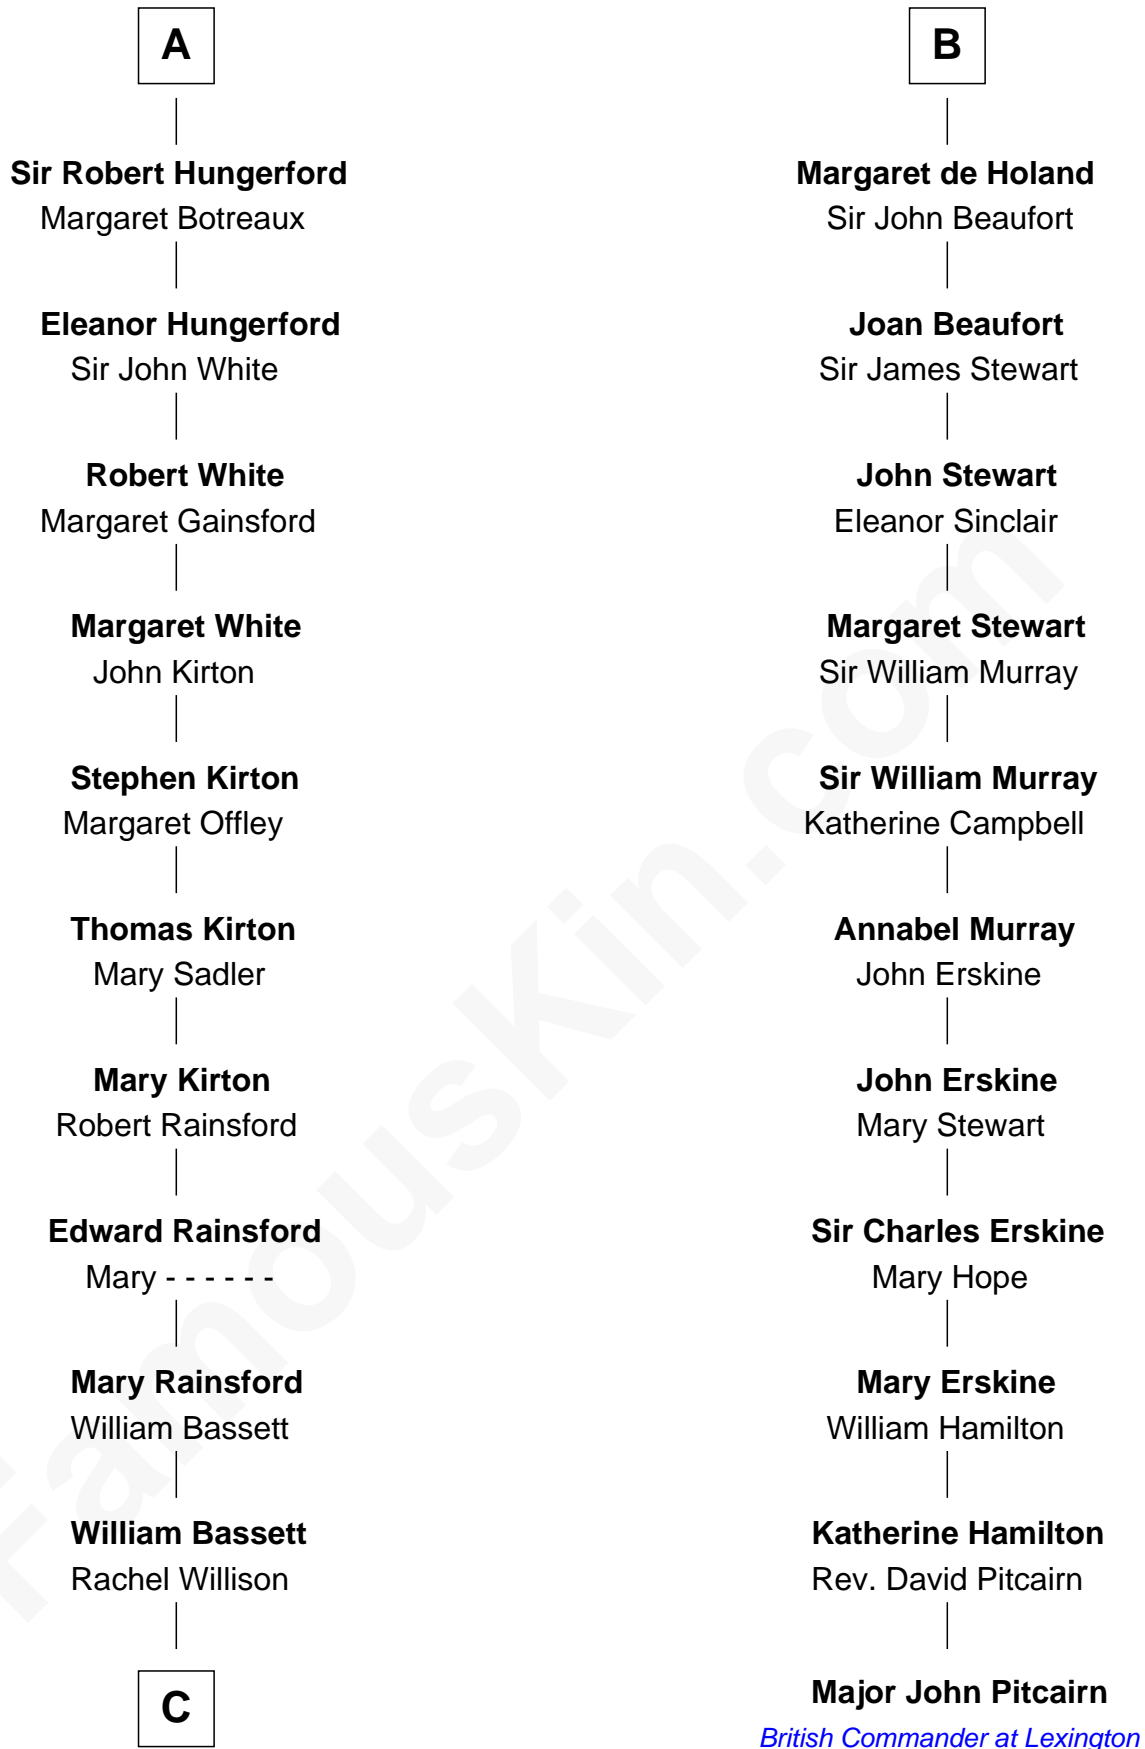 A
Sir Robert Hungerford
Margaret Botreaux
Eleanor Hungerford
Sir John White
Robert White
Margaret Gainsford
Margaret White
John Kirton
Stephen Kirton
Margaret Offley
Thomas Kirton
Mary Sadler
Mary Kirton
Robert Rainsford
Edward Rainsford
Mary - - - - - -
Mary Rainsford
William Bassett
William Bassett
Rachel Willison
C
B
Margaret de Holand
Sir John Beaufort
Joan Beaufort
Sir James Stewart
John Stewart
Eleanor Sinclair
Margaret Stewart
Sir William Murray
Sir William Murray
Katherine Campbell
Annabel Murray
John Erskine
John Erskine
Mary Stewart
Sir Charles Erskine
Mary Hope
Mary Erskine
William Hamilton
Katherine Hamilton
Rev. David Pitcairn
Major John Pitcairn
British Commander at Lexington
FamousKin.com